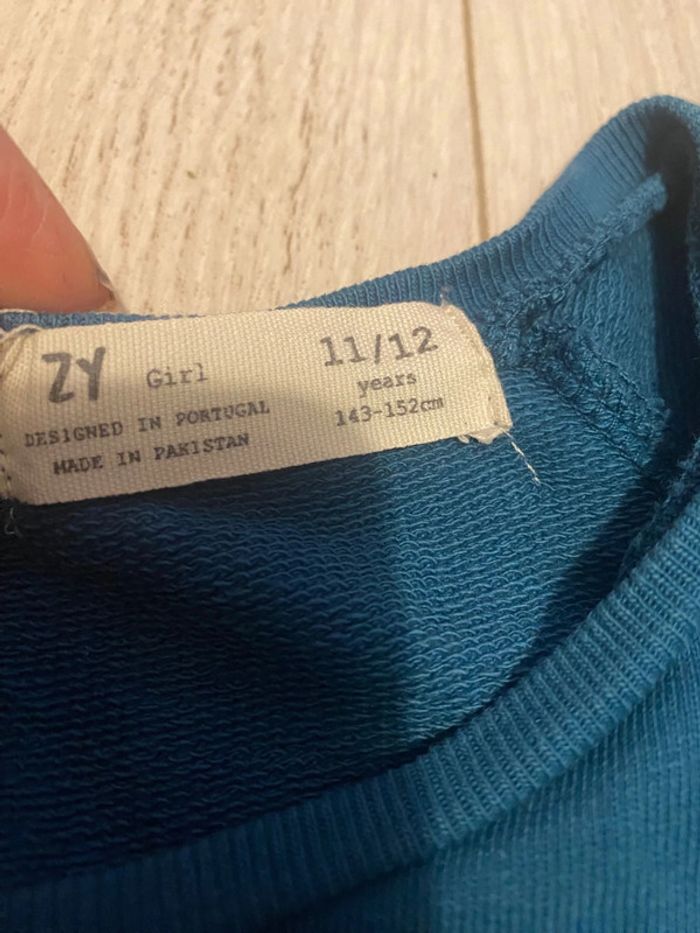 ZY Girl
DESIGNED IN PORTUGAL
MADE IN PAKISTAN
11/12
years
143-152cm